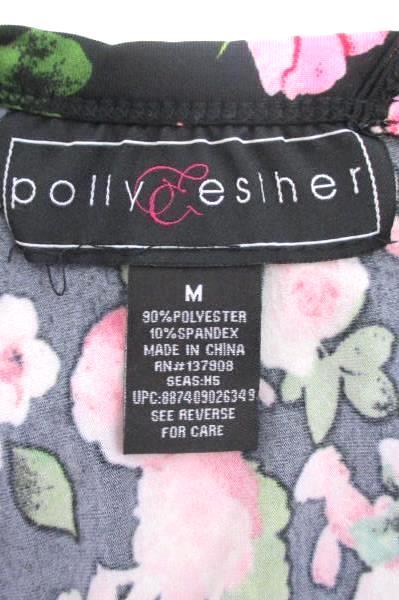 polly & esther
M
90%POLYESTER
10%SPANDEX
MADE IN CHINA
RN#137908
SEAS:H5
UPC:887409026349
SEE REVERSE
FOR CARE